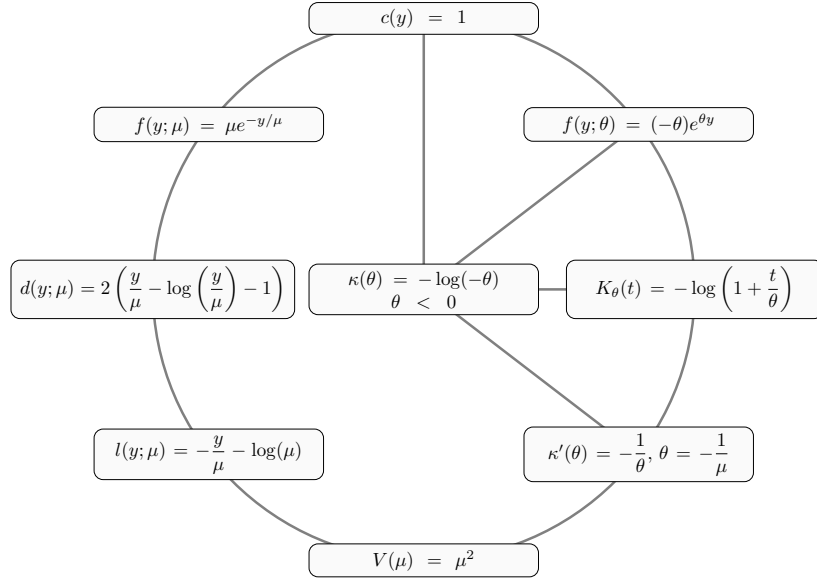 c(y) = 1
f(y; μ) = μe^{−y/μ}
f(y; θ) = (−θ)e^{θy}
d(y; μ) = 2 (y/μ − log (y/μ) − 1)
κ(θ) = − log(−θ)
θ < 0
K_θ(t) = − log (1 + t/θ)
l(y; μ) = −y/μ − log(μ)
κ′(θ) = −1/θ, θ = −1/μ
V(μ) = μ²